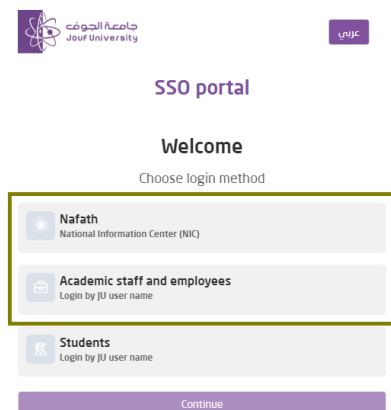 جامعة الجوف
Jouf University
عربي
SSO portal
Welcome
Choose login method
Nafath
National Information Center (NIC)
Academic staff and employees
Login by JU user name
Students
Login by JU user name
Continue